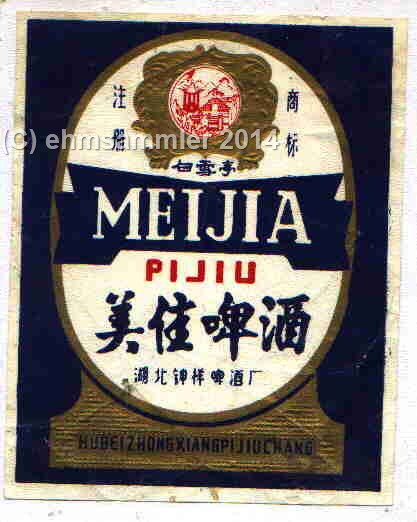 注册 商标
(C) ehmsammler 2014
白雪亭
MEIJIA
PIJIU
美佳啤酒
湖北钟祥啤酒厂
HUBEIZHONGXIANGPIJIUCHANG